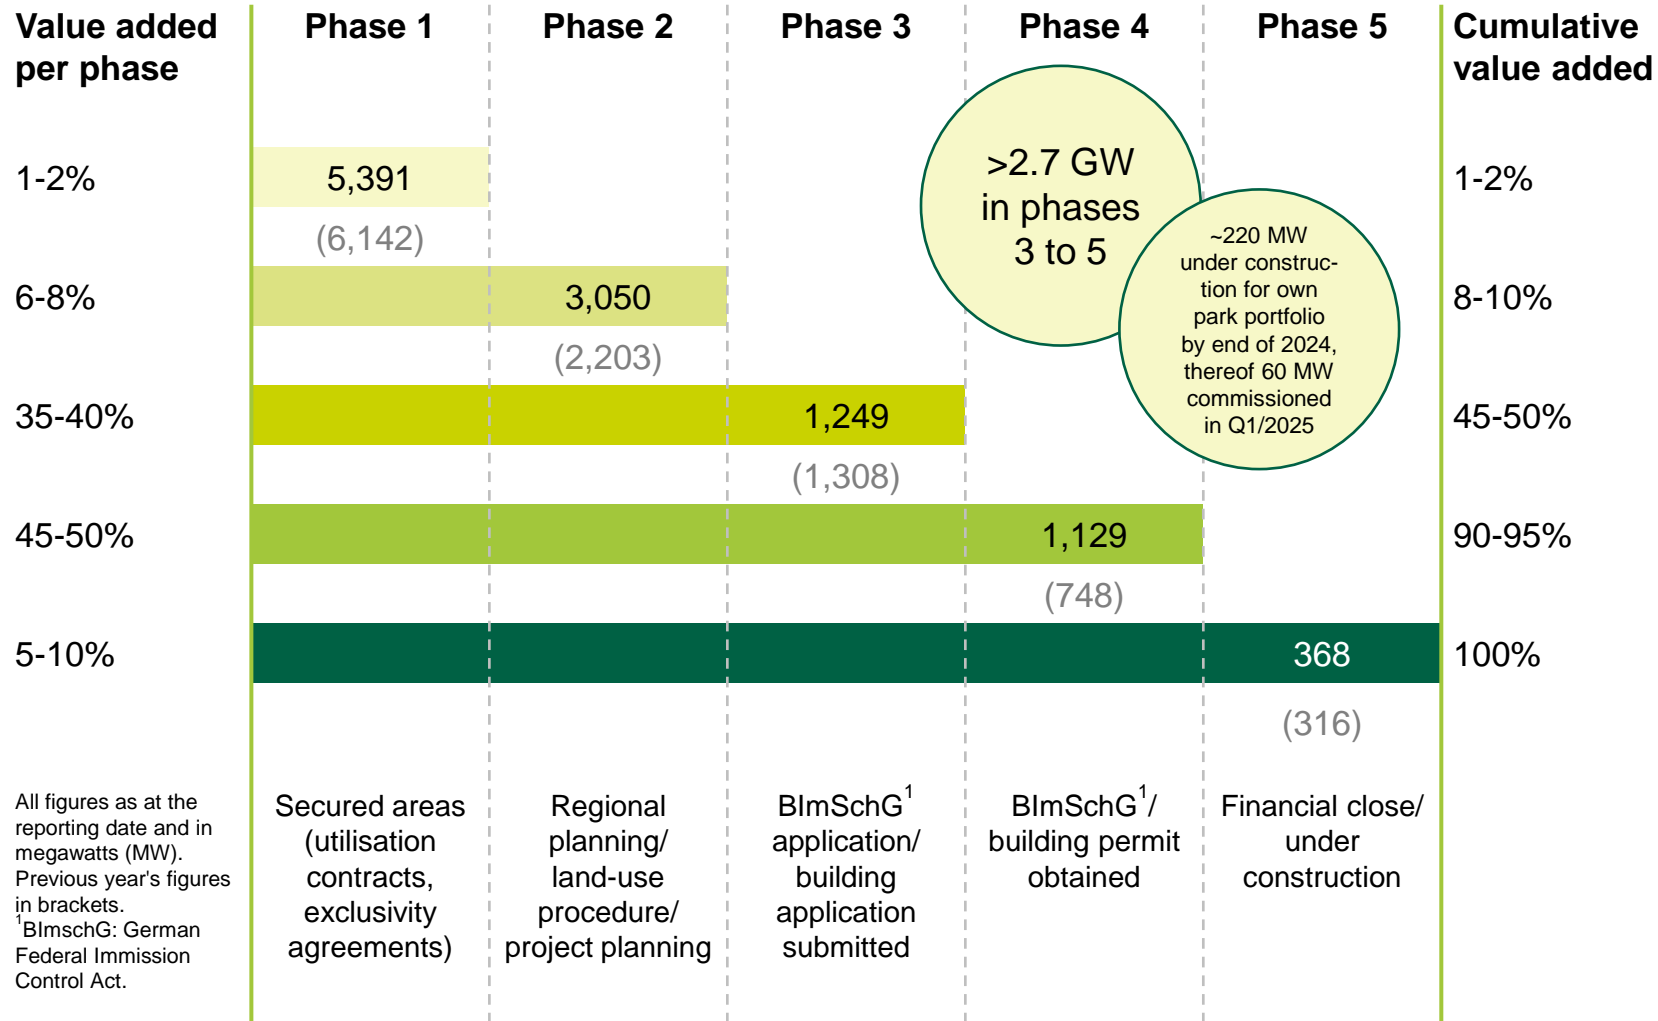 Value added
per phase
Phase 1
Phase 2
Phase 3
Phase 4
Phase 5
Cumulative
value added
>2.7 GW
in phases
3 to 5
~220 MW
under construc-
tion for own
park portfolio
by end of 2024,
thereof 60 MW
commissioned
in Q1/2025
1-2%
5,391
1-2%
(6,142)
6-8%
3,050
8-10%
(2,203)
35-40%
1,249
45-50%
(1,308)
45-50%
1,129
90-95%
(748)
5-10%
368
100%
(316)
All figures as at the
reporting date and in
megawatts (MW).
Previous year's figures
in brackets.
¹BImschG: German
Federal Immission
Control Act.
Secured areas
(utilisation
contracts,
exclusivity
agreements)
Regional
planning/
land-use
procedure/
project planning
BImSchG¹
application/
building
application
submitted
BImSchG¹/
building permit
obtained
Financial close/
under
construction